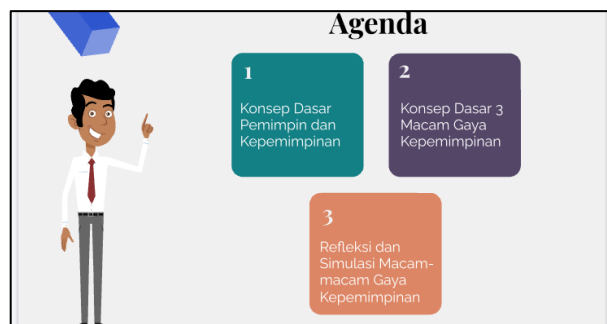 Agenda
1
Konsep Dasar
Pemimpin dan
Kepemimpinan
2
Konsep Dasar 3
Macam Gaya
Kepemimpinan
3
Refleksi dan
Simulasi Macam-
macam Gaya
Kepemimpinan